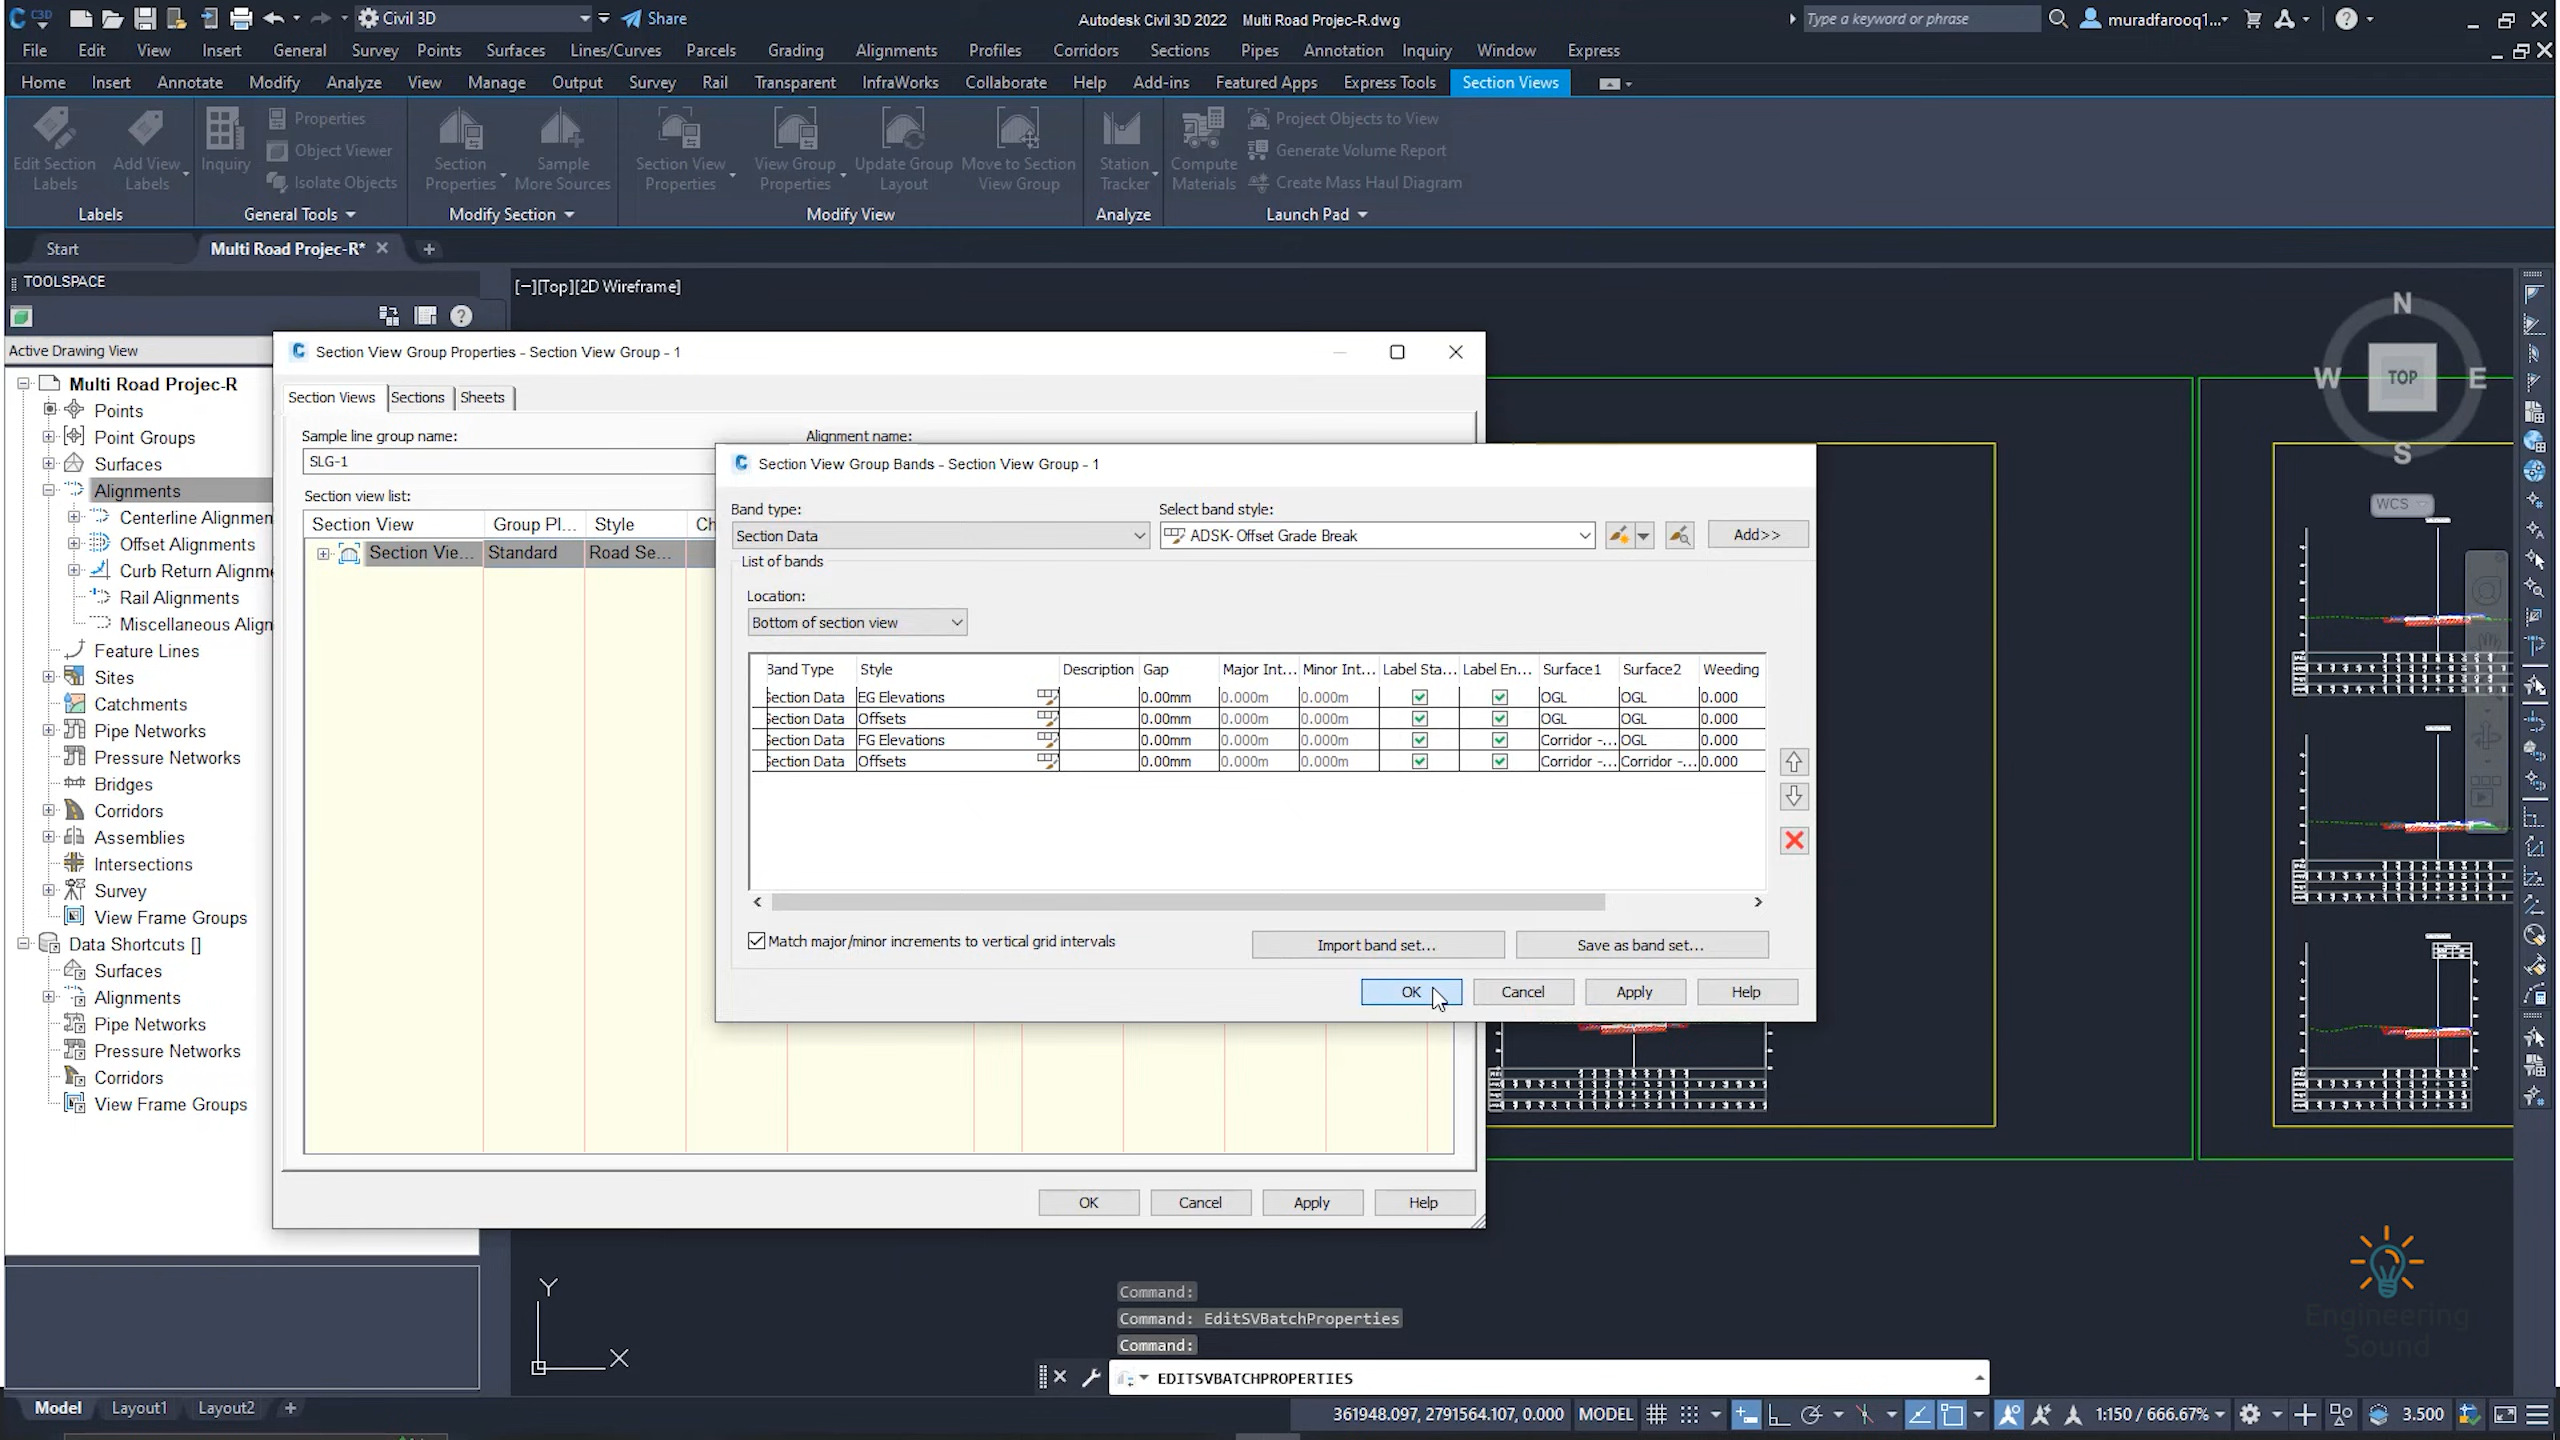 C3D
Civil 3D
Share
Autodesk Civil 3D 2022 Multi Road Projec-R.dwg
Type a keyword or phrase
muradfarooq1...
File Edit View Insert General Survey Points Surfaces Lines/Curves Parcels Grading Alignments Profiles Corridors Sections Pipes Annotation Inquiry Window Express
Home Insert Annotate Modify Analyze View Manage Output Survey Rail Transparent InfraWorks Collaborate Help Add-ins Featured Apps Express Tools Section Views
Edit Section Labels
Add View Labels
Inquiry
Properties
Object Viewer
Isolate Objects
Section Properties
Sample More Sources
Section View Properties
View Group Properties
Update Group Layout
Move to Section View Group
Station Tracker
Compute Materials
Project Objects to View
Generate Volume Report
Create Mass Haul Diagram
Labels General Tools Modify Section Modify View Analyze Launch Pad
Start Multi Road Projec-R*
TOOLSPACE
[−][Top][2D Wireframe]
Active Drawing View
Multi Road Projec-R
Points
Point Groups
Surfaces
Alignments
Centerline Alignmen
Offset Alignments
Curb Return Alignme
Rail Alignments
Miscellaneous Align
Feature Lines
Sites
Catchments
Pipe Networks
Pressure Networks
Bridges
Corridors
Assemblies
Intersections
Survey
View Frame Groups
Data Shortcuts []
Surfaces
Alignments
Pipe Networks
Pressure Networks
Corridors
View Frame Groups
Section View Group Properties - Section View Group - 1
Section Views Sections Sheets
Sample line group name: Alignment name:
SLG-1
Section view list:
Section View Group Pl... Style Ch
Section Vie... Standard Road Se...
OK Cancel Apply Help
Section View Group Bands - Section View Group - 1
Band type: Select band style:
Section Data ADSK- Offset Grade Break Add>>
List of bands
Location:
Bottom of section view
Band Type Style Description Gap Major Int... Minor Int... Label Sta... Label En... Surface1 Surface2 Weeding
Section Data EG Elevations 0.00mm 0.000m 0.000m OGL OGL 0.000
Section Data Offsets 0.00mm 0.000m 0.000m OGL OGL 0.000
Section Data FG Elevations 0.00mm 0.000m 0.000m Corridor -... OGL 0.000
Section Data Offsets 0.00mm 0.000m 0.000m Corridor -... Corridor -... 0.000
Match major/minor increments to vertical grid intervals
Import band set... Save as band set...
OK Cancel Apply Help
N
W TOP E
S
WCS
Y
X
Command:
Command: EditSVBatchProperties
Command:
EDITSVBATCHPROPERTIES
Engineering
Sound
Model Layout1 Layout2
361948.097, 2791564.107, 0.000 MODEL 1:150 / 666.67% 3.500